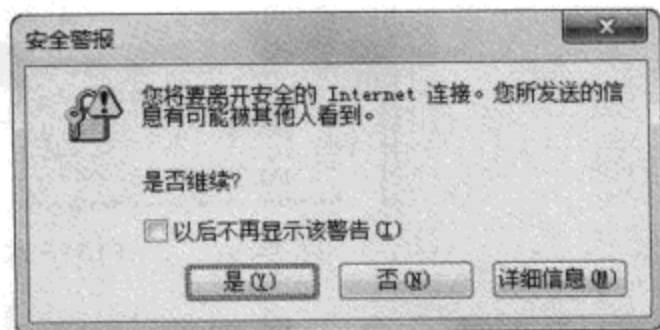 安全警报
您将要离开安全的 Internet 连接。您所发送的信
息有可能被其他人看到。
是否继续?
以后不再显示该警告(I)
是(Y)
否(N)
详细信息(M)